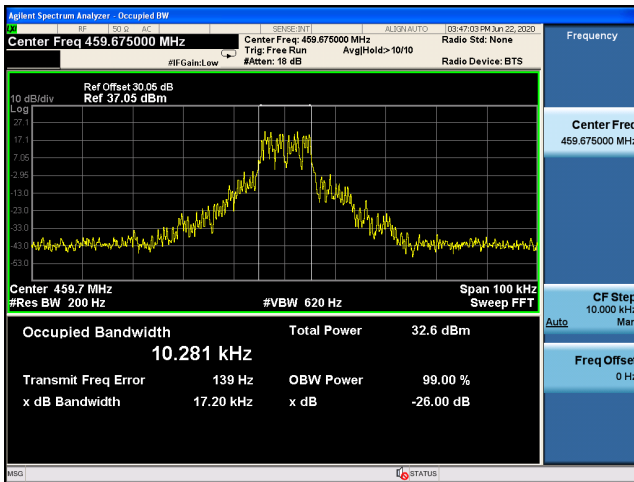 Agilent Spectrum Analyzer - Occupied BW
RF 50 Ω AC SENSE:INT ALIGN AUTO 03:47:03 PM Jun 22, 2020
Center Freq 459.675000 MHz
Center Freq: 459.675000 MHz
Radio Std: None
Trig: Free Run Avg|Hold:> 10/10
#IFGain:Low #Atten: 18 dB Radio Device: BTS
Ref Offset 30.05 dB
10 dB/div Ref 37.05 dBm
Log
27.1
17.1
7.05
-2.95
-13.0
-23.0
-33.0
-43.0
-53.0
Center 459.7 MHz Span 100 kHz
#Res BW 200 Hz #VBW 620 Hz Sweep FFT
Occupied Bandwidth Total Power 32.6 dBm
10.281 kHz
Transmit Freq Error 139 Hz OBW Power 99.00 %
x dB Bandwidth 17.20 kHz x dB -26.00 dB
MSG STATUS
Frequency
Center Freq
459.675000 MHz
CF Step
10.000 kHz
Auto Man
Freq Offset
0 Hz